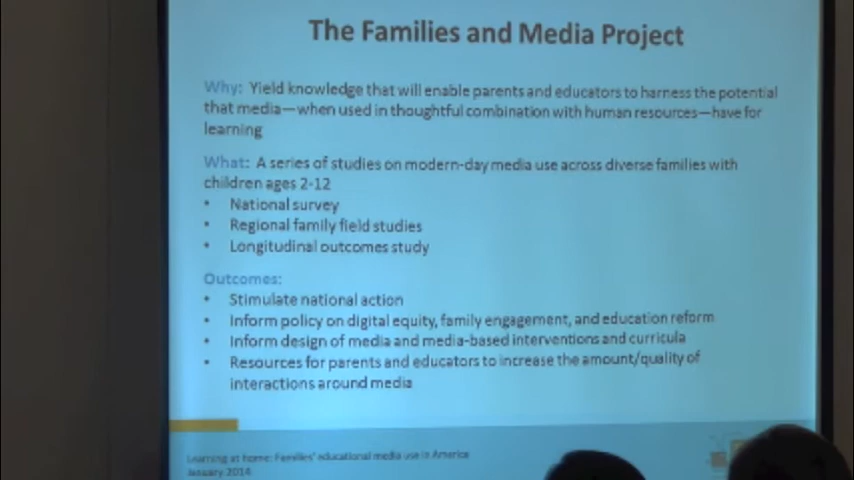 The Families and Media Project
Why: Yield knowledge that will enable parents and educators to harness the potential
that media—when used in thoughtful combination with human resources—have for
learning
What: A series of studies on modern-day media use across diverse families with
children ages 2-12
• National survey
• Regional family field studies
• Longitudinal outcomes study
Outcomes:
• Stimulate national action
• Inform policy on digital equity, family engagement, and education reform
• Inform design of media and media-based interventions and curricula
• Resources for parents and educators to increase the amount/quality of
interactions around media
Learning at home: Families' educational media use in America
January 2014